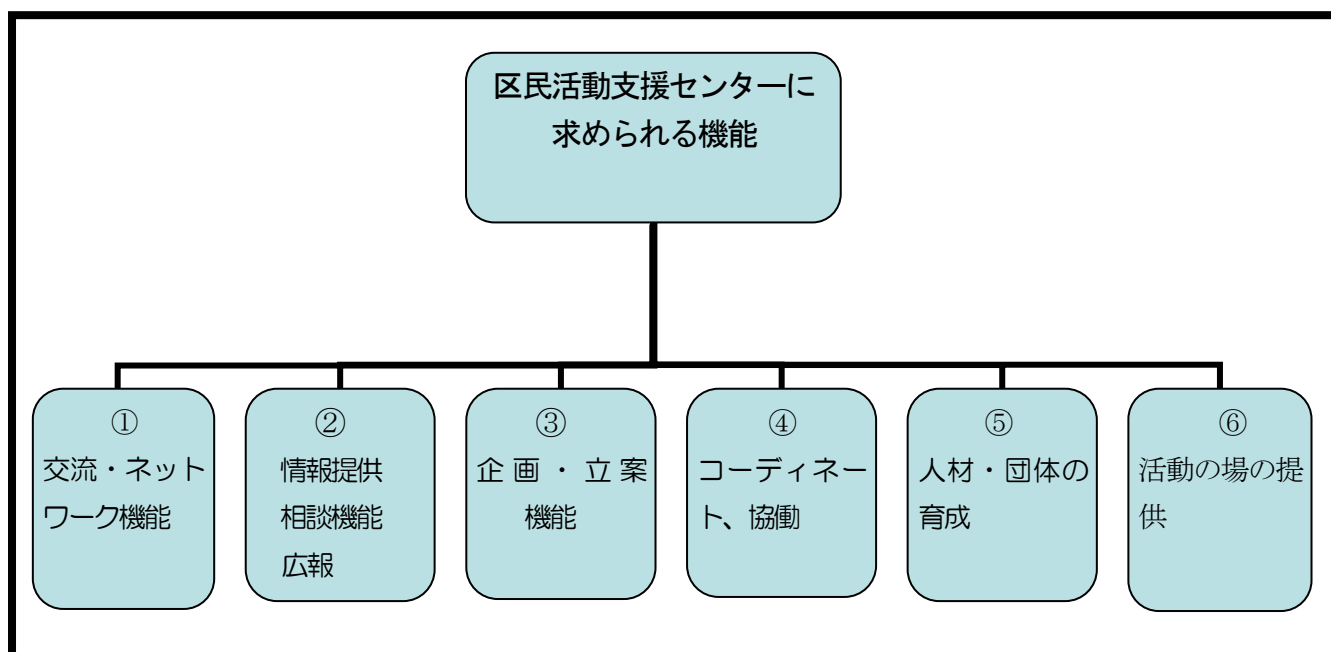 区民活動支援センターに
求められる機能
①
交流・ネット
ワーク機能
②
情報提供
相談機能
広報
③
企画・立案
機能
④
コーディネー
ト、協働
⑤
人材・団体の
育成
⑥
活動の場の提
供